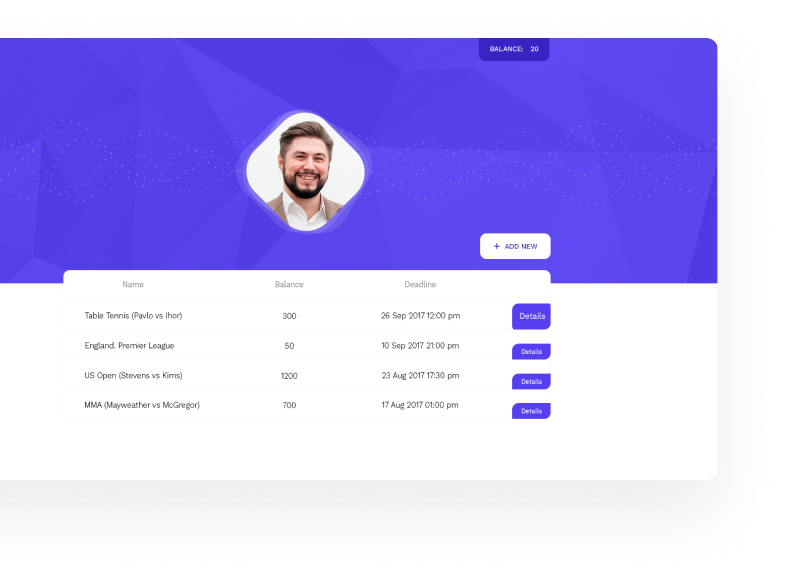 BALANCE: 20
+ ADD NEW
Name Balance Deadline
Table Tennis (Pavlo vs Ihor) 300 26 Sep 2017 12:00 pm Details
England. Premier League 50 10 Sep 2017 21:00 pm Details
US Open (Stevens vs Kims) 1200 23 Aug 2017 17:30 pm Details
MMA (Mayweather vs McGregor) 700 17 Aug 2017 01:00 pm Details